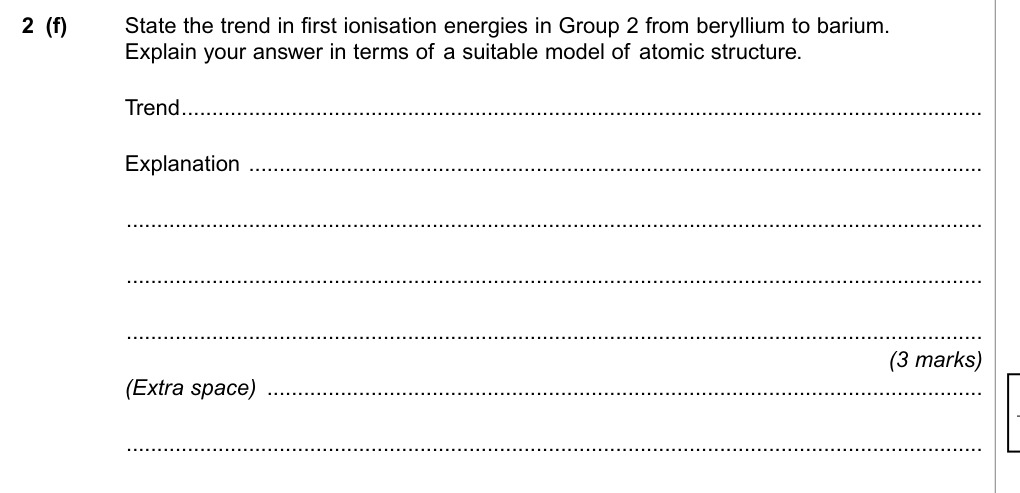 2 (f) State the trend in first ionisation energies in Group 2 from beryllium to barium.
Explain your answer in terms of a suitable model of atomic structure.
Trend..............................................................................................................................
Explanation ....................................................................................................................
.......................................................................................................................................
.......................................................................................................................................
.......................................................................................................................................
(3 marks)
(Extra space) .................................................................................................................
.......................................................................................................................................